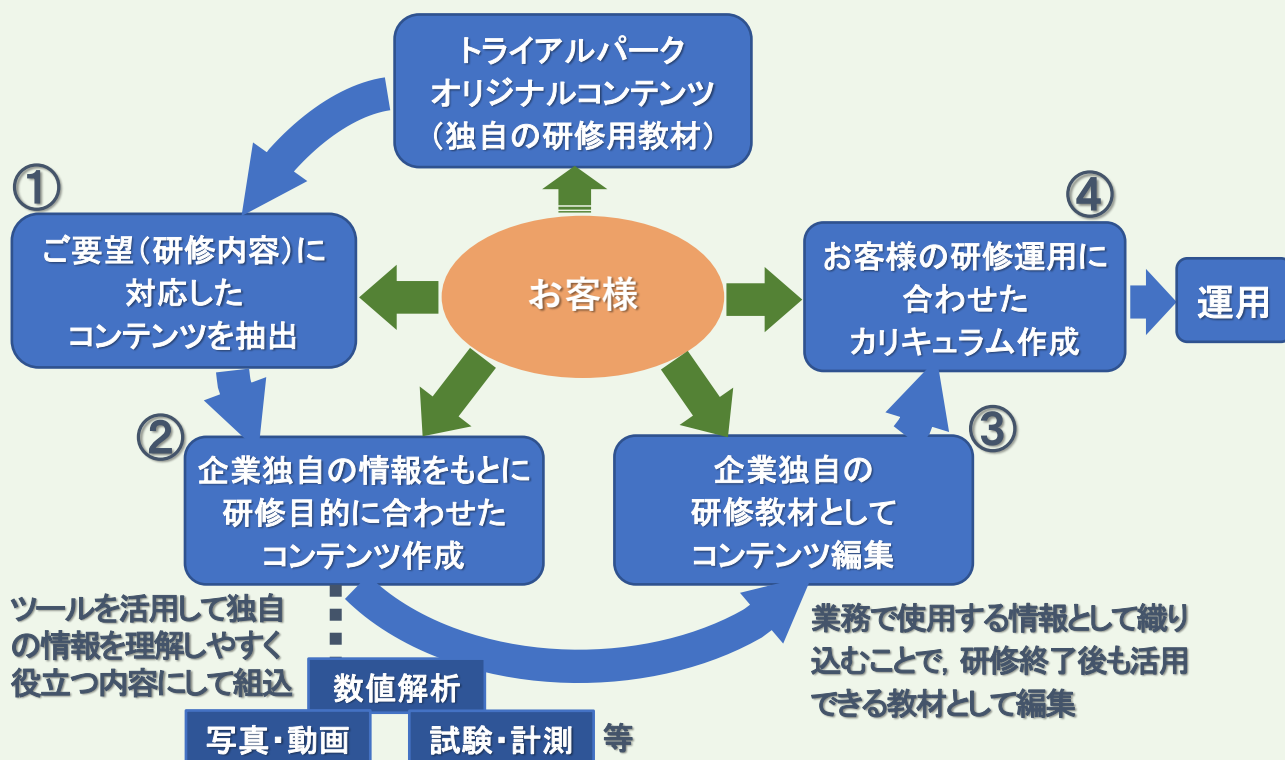 トライアルパーク
オリジナルコンテンツ
（独自の研修用教材）
①
ご要望（研修内容）に
対応した
コンテンツを抽出
お客様
④
お客様の研修運用に
合わせた
カリキュラム作成
運用
②
企業独自の情報をもとに
研修目的に合わせた
コンテンツ作成
③
企業独自の
研修教材として
コンテンツ編集
ツールを活用して独自
の情報を理解しやすく
役立つ内容にして組込
数値解析
写真・動画
試験・計測
等
業務で使用する情報として織り
込むことで，研修終了後も活用
できる教材として編集